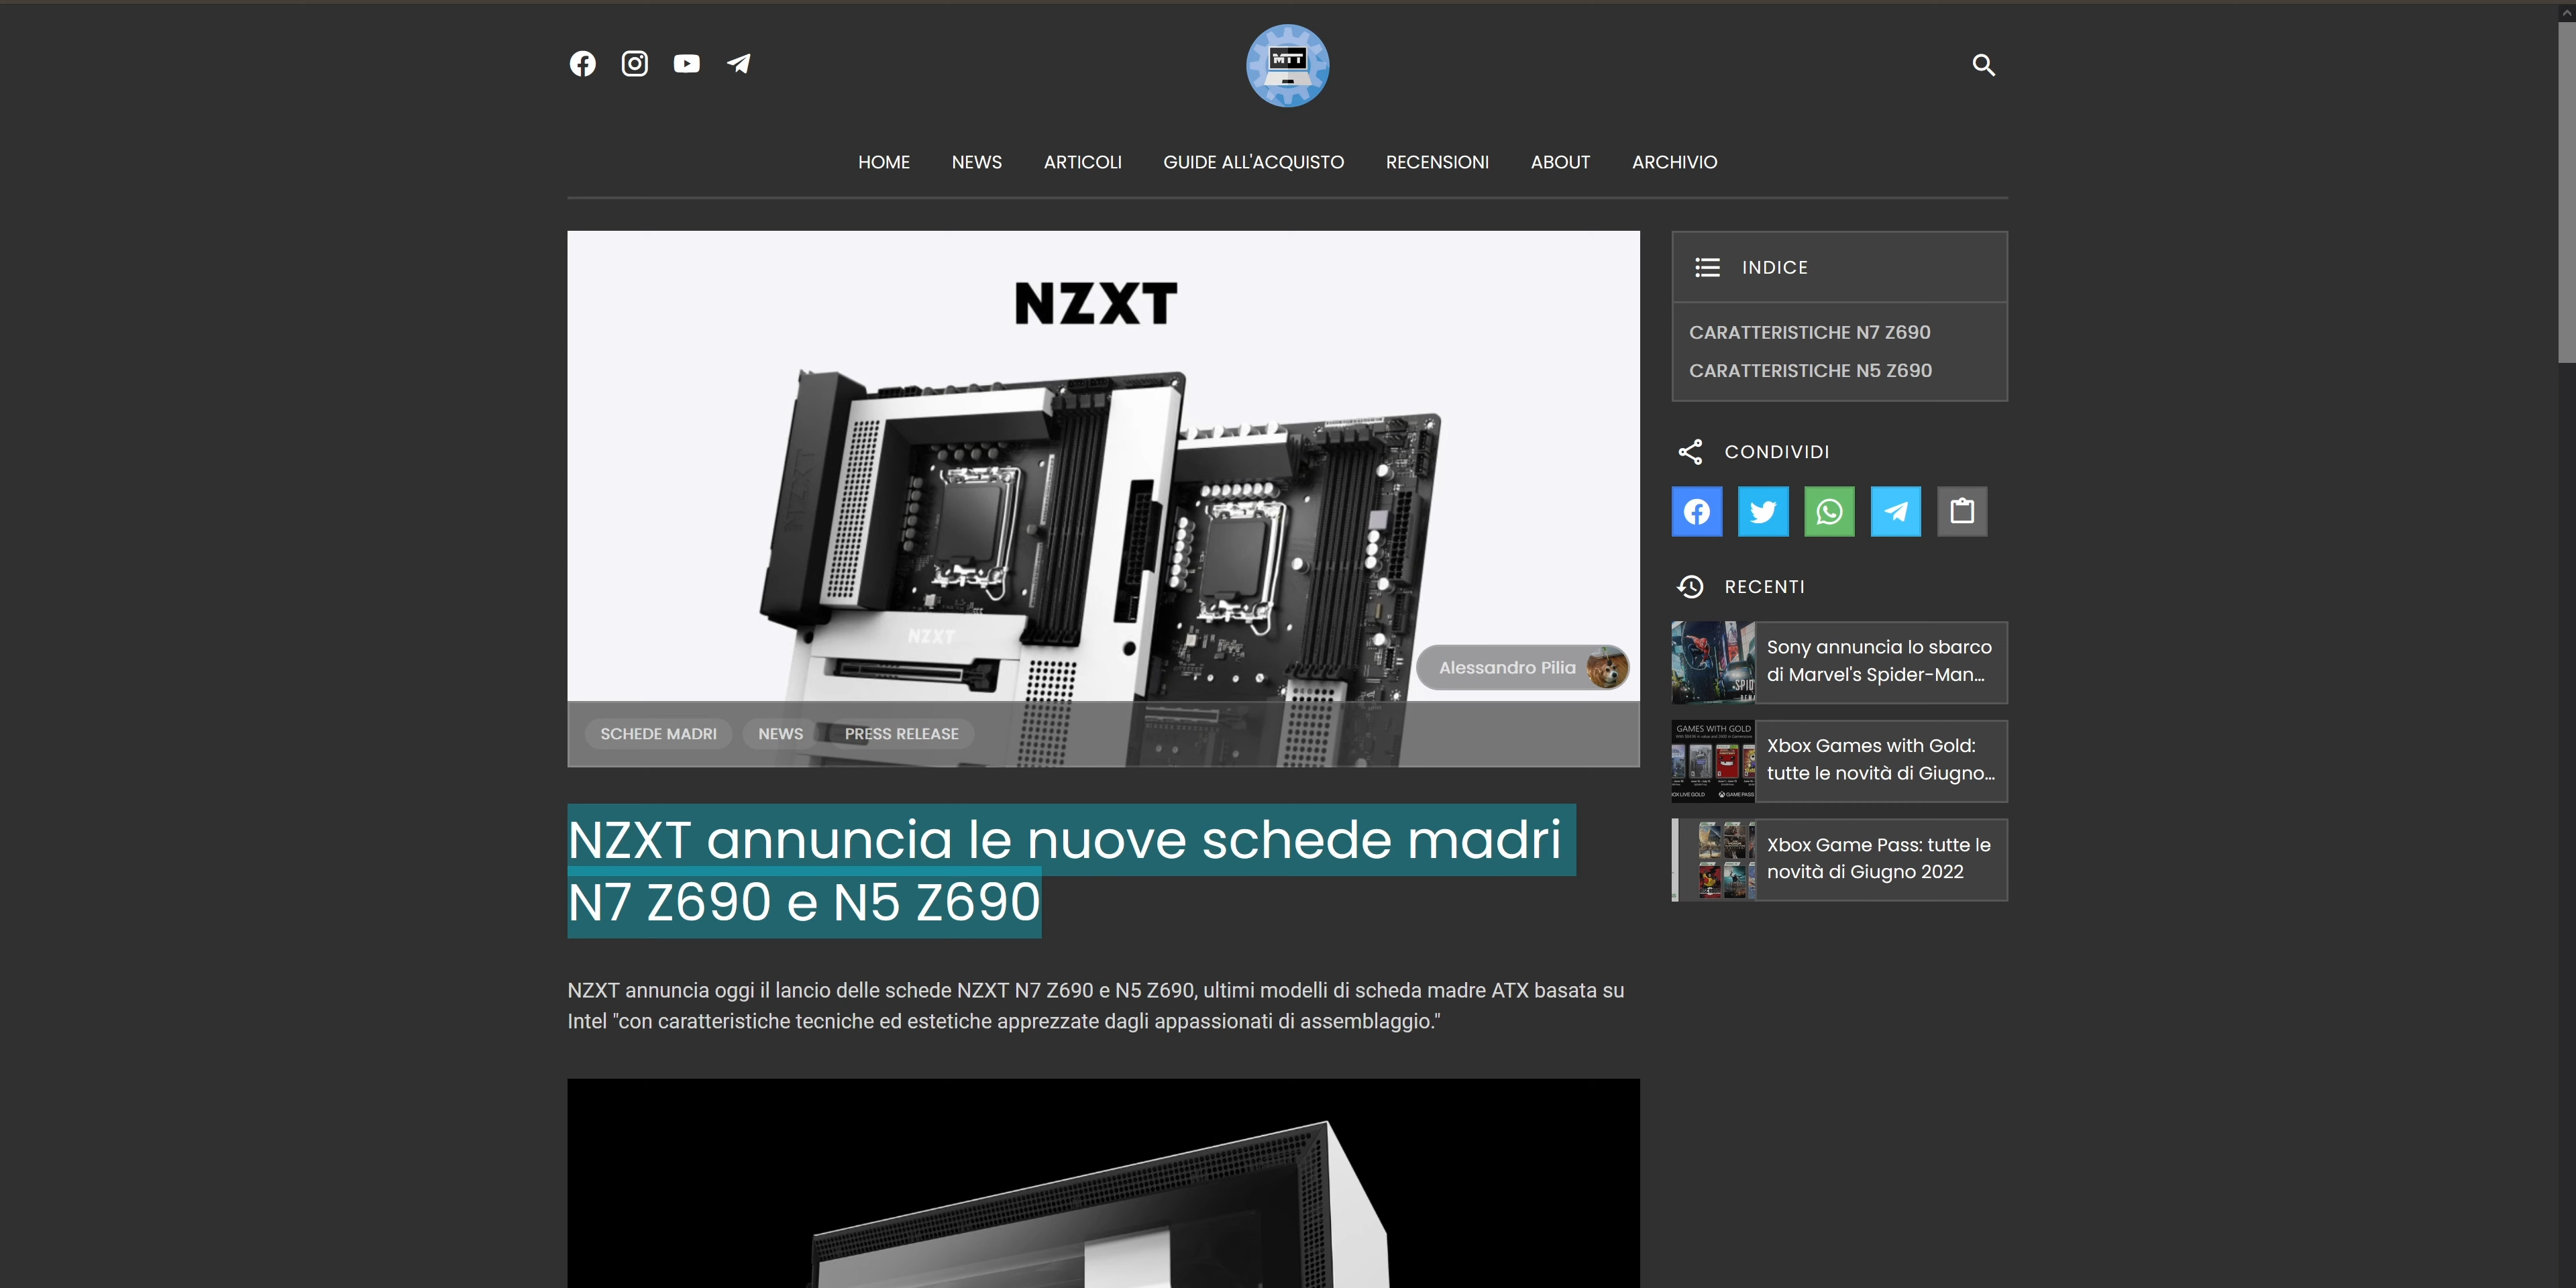 MTT
HOME NEWS ARTICOLI GUIDE ALL'ACQUISTO RECENSIONI ABOUT ARCHIVIO
NZXT
NZXT
NZXT
Alessandro Pilia
SCHEDE MADRI NEWS PRESS RELEASE
NZXT annuncia le nuove schede madri
N7 Z690 e N5 Z690
NZXT annuncia oggi il lancio delle schede NZXT N7 Z690 e N5 Z690, ultimi modelli di scheda madre ATX basata su
Intel "con caratteristiche tecniche ed estetiche apprezzate dagli appassionati di assemblaggio."
INDICE
CARATTERISTICHE N7 Z690
CARATTERISTICHE N5 Z690
CONDIVIDI
RECENTI
Sony annuncia lo sbarco
di Marvel's Spider-Man...
GAMES WITH GOLD
GAME PASS
Xbox Games with Gold:
tutte le novità di Giugno...
Xbox Game Pass: tutte le
novità di Giugno 2022